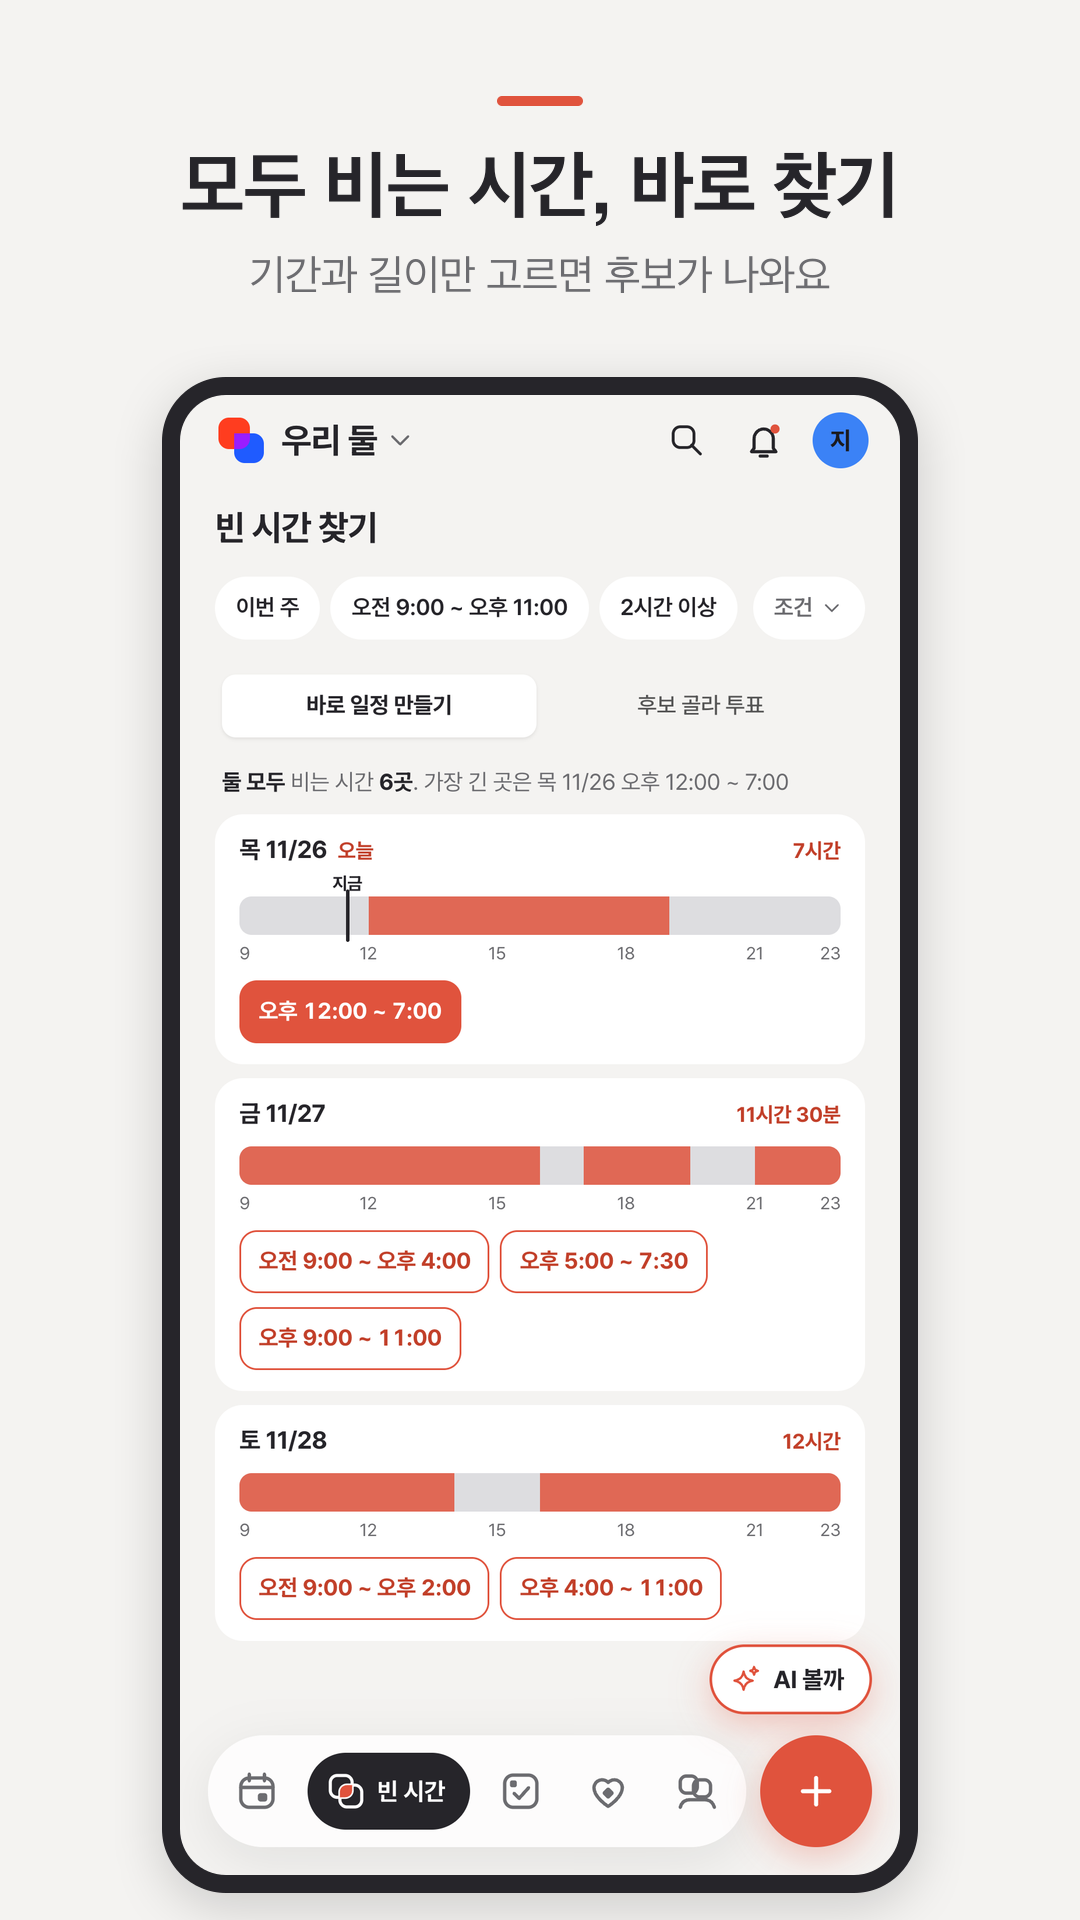 모두 비는 시간, 바로 찾기
기간과 길이만 고르면 후보가 나와요
우리 둘
지
빈 시간 찾기
이번 주
오전 9:00 ~ 오후 11:00
2시간 이상
조건
바로 일정 만들기
후보 골라 투표
둘 모두 비는 시간 6곳. 가장 긴 곳은 목 11/26 오후 12:00 ~ 7:00
목 11/26 오늘
7시간
지금
9 12 15 18 21 23
오후 12:00 ~ 7:00
금 11/27
11시간 30분
9 12 15 18 21 23
오전 9:00 ~ 오후 4:00
오후 5:00 ~ 7:30
오후 9:00 ~ 11:00
토 11/28
12시간
9 12 15 18 21 23
오전 9:00 ~ 오후 2:00
오후 4:00 ~ 11:00
AI 볼까
빈 시간